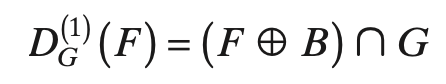 D_G^{(1)}(F) = (F ⊕ B) ∩ G